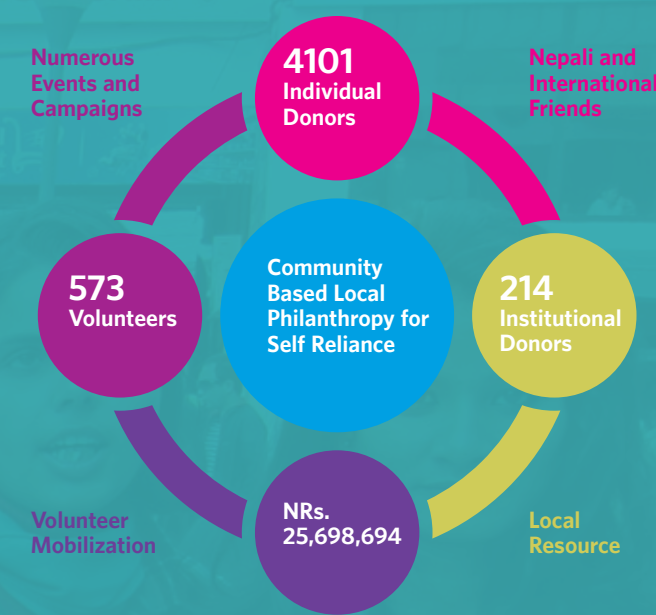 Numerous
Events and
Campaigns
4101
Individual
Donors
Nepali and
International
Friends
573
Volunteers
Community
Based Local
Philanthropy for
Self Reliance
214
Institutional
Donors
Volunteer
Mobilization
NRs.
25,698,694
Local
Resource